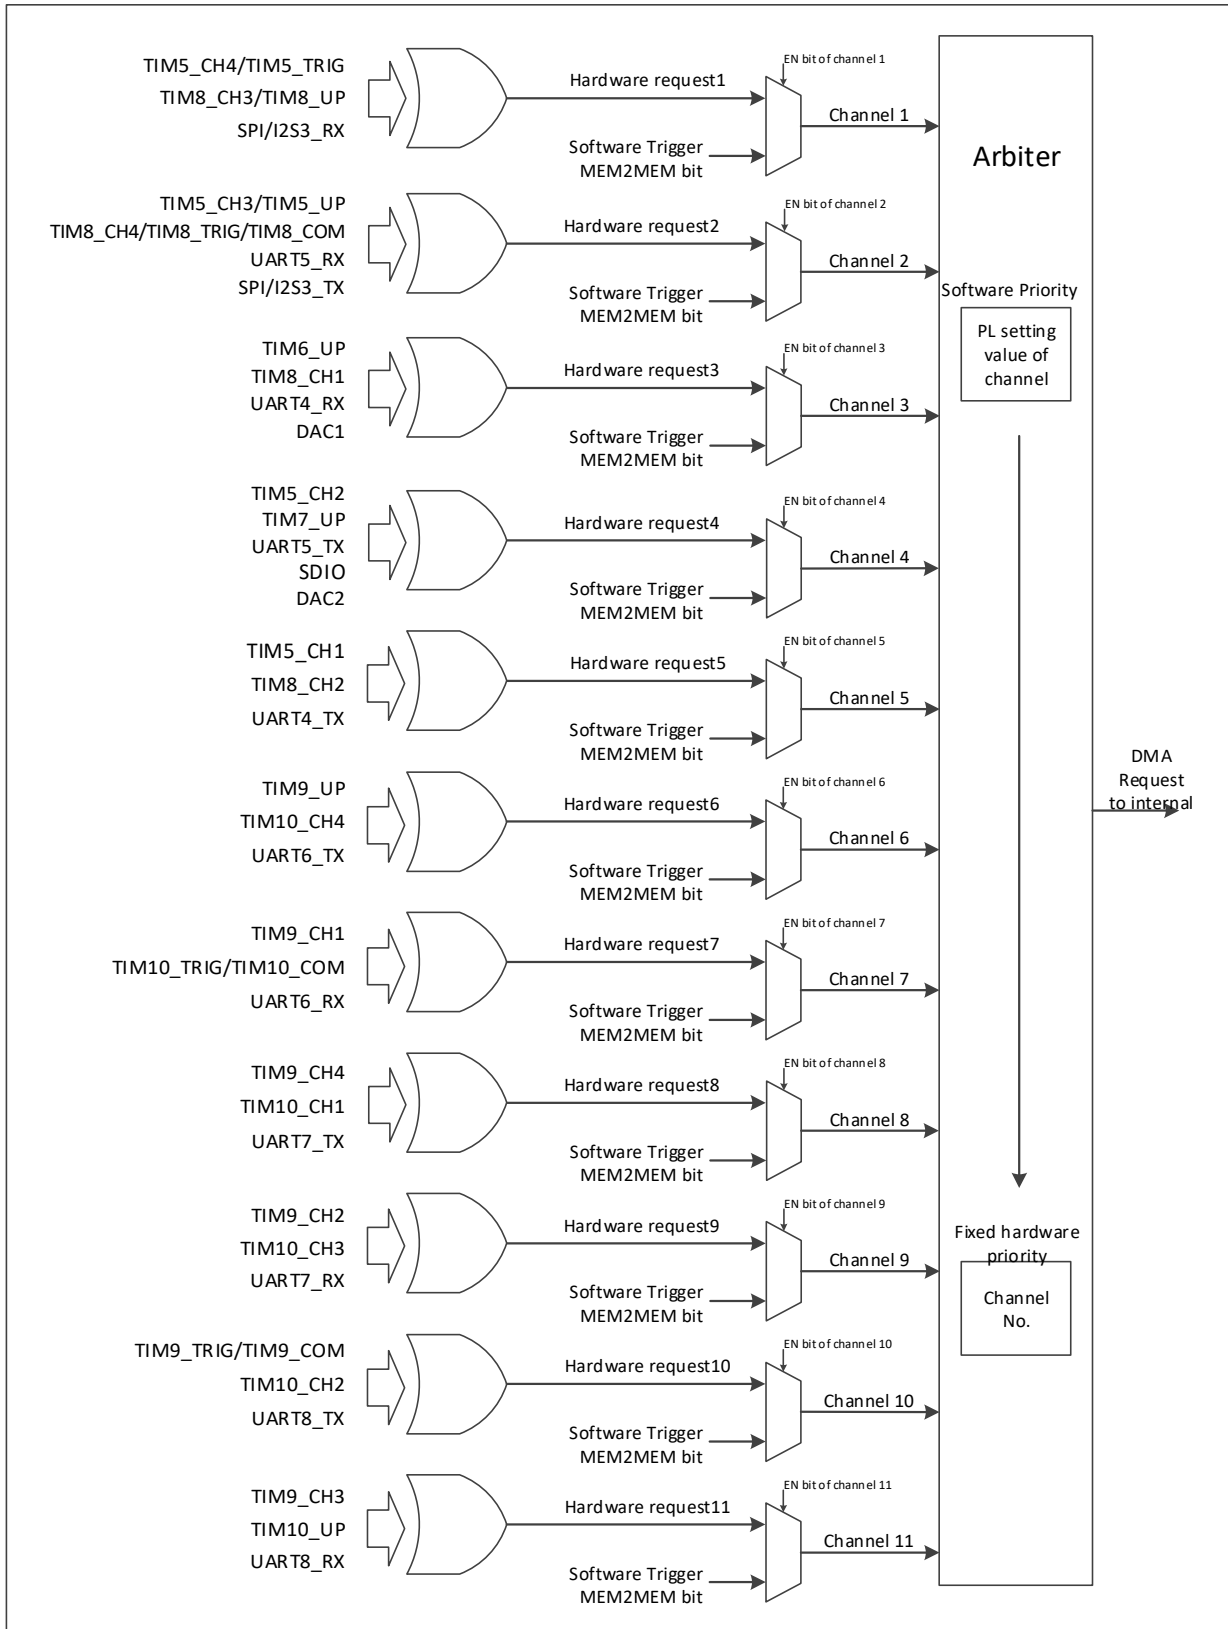 TIM5_CH4/TIM5_TRIG
TIM8_CH3/TIM8_UP
SPI/I2S3_RX
Hardware request1
Software Trigger
MEM2MEM bit
EN bit of channel 1
Channel 1
TIM5_CH3/TIM5_UP
TIM8_CH4/TIM8_TRIG/TIM8_COM
UART5_RX
SPI/I2S3_TX
Hardware request2
Software Trigger
MEM2MEM bit
EN bit of channel 2
Channel 2
TIM6_UP
TIM8_CH1
UART4_RX
DAC1
Hardware request3
Software Trigger
MEM2MEM bit
EN bit of channel 3
Channel 3
TIM5_CH2
TIM7_UP
UART5_TX
SDIO
DAC2
Hardware request4
Software Trigger
MEM2MEM bit
EN bit of channel 4
Channel 4
TIM5_CH1
TIM8_CH2
UART4_TX
Hardware request5
Software Trigger
MEM2MEM bit
EN bit of channel 5
Channel 5
TIM9_UP
TIM10_CH4
UART6_TX
Hardware request6
Software Trigger
MEM2MEM bit
EN bit of channel 6
Channel 6
TIM9_CH1
TIM10_TRIG/TIM10_COM
UART6_RX
Hardware request7
Software Trigger
MEM2MEM bit
EN bit of channel 7
Channel 7
TIM9_CH4
TIM10_CH1
UART7_TX
Hardware request8
Software Trigger
MEM2MEM bit
EN bit of channel 8
Channel 8
TIM9_CH2
TIM10_CH3
UART7_RX
Hardware request9
Software Trigger
MEM2MEM bit
EN bit of channel 9
Channel 9
TIM9_TRIG/TIM9_COM
TIM10_CH2
UART8_TX
Hardware request10
Software Trigger
MEM2MEM bit
EN bit of channel 10
Channel 10
TIM9_CH3
TIM10_UP
UART8_RX
Hardware request11
Software Trigger
MEM2MEM bit
EN bit of channel 11
Channel 11
Arbiter
Software Priority
PL setting
value of
channel
Fixed hardware
priority
Channel
No.
DMA
Request
to internal